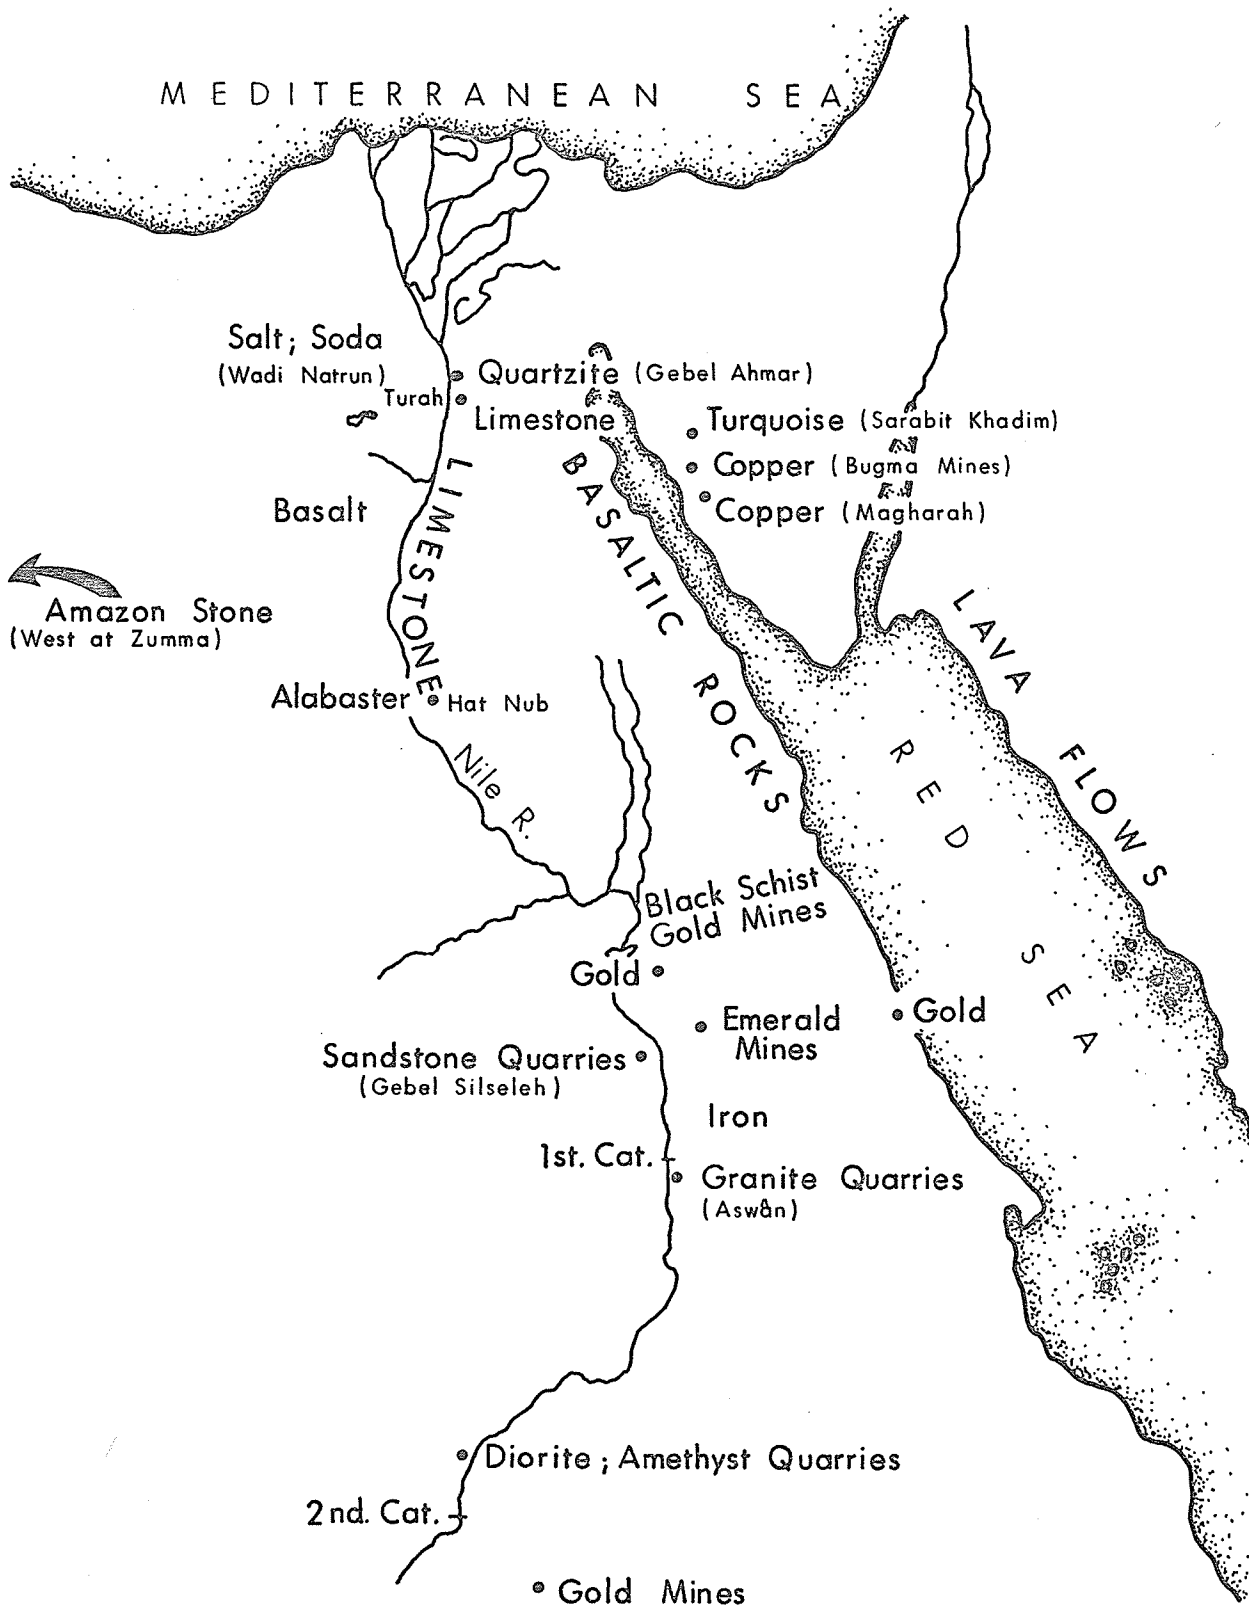 MEDITERRANEAN SEA
Salt; Soda
(Wadi Natrun)
Quartzite (Gebel Ahmar)
Turah
Limestone
Turquoise (Sarabit Khadim)
Copper (Bugma Mines)
Copper (Magharah)
LIMESTONE
BASALTIC ROCKS
Basalt
Amazon Stone
(West at Zumma)
LAVA FLOWS
Alabaster
Hat Nub
Nile R.
RED SEA
Black Schist
Gold Mines
Gold
Emerald
Mines
Gold
Sandstone Quarries
(Gebel Silseleh)
Iron
1st. Cat.
Granite Quarries
(Aswân)
Diorite; Amethyst Quarries
2nd. Cat.
Gold Mines